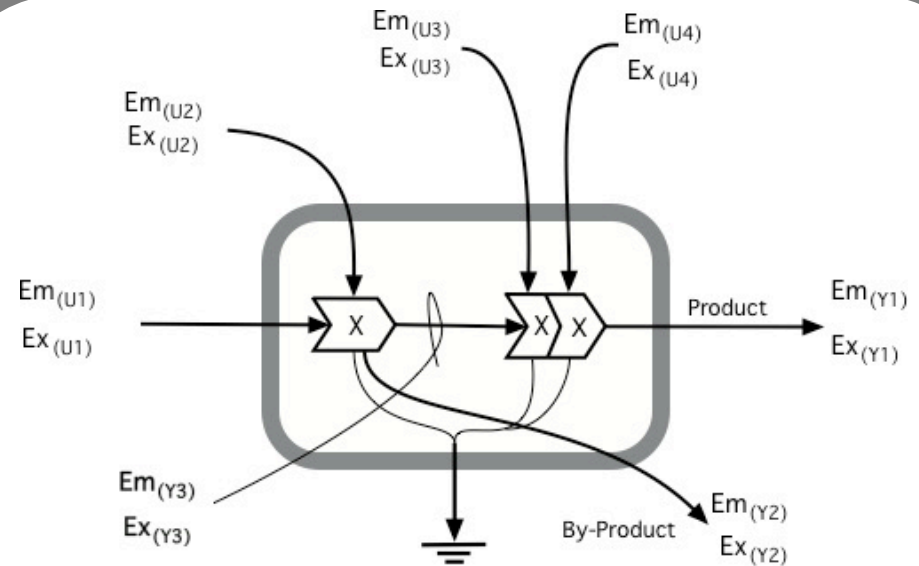 Em(U3)
Ex(U3)
Em(U4)
Ex(U4)
Em(U2)
Ex(U2)
Em(U1)
Ex(U1)
X
X
X
Product
Em(Y1)
Ex(Y1)
Em(Y3)
Ex(Y3)
By-Product
Em(Y2)
Ex(Y2)